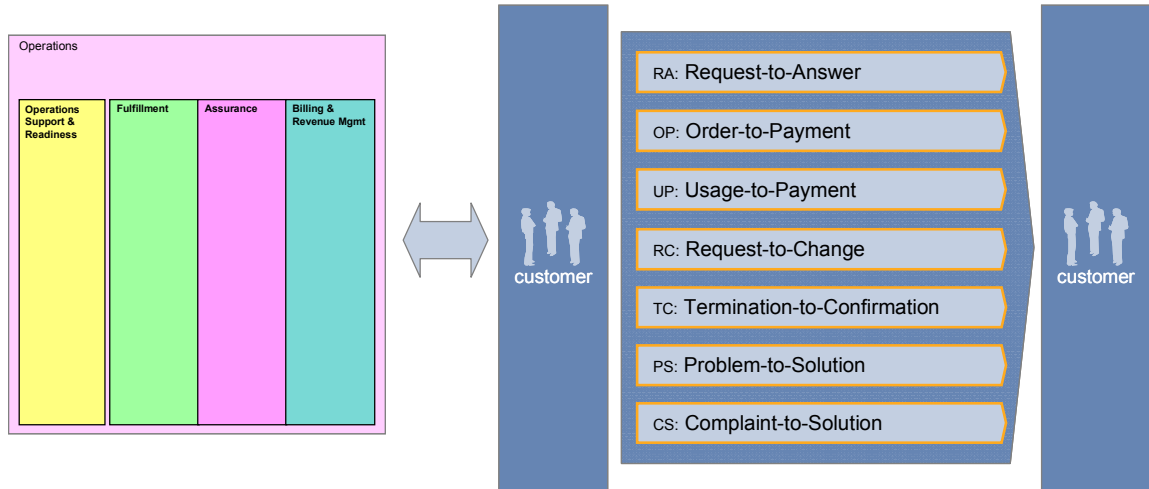 Operations
Operations
Support &
Readiness
Fulfillment
Assurance
Billing &
Revenue Mgmt
customer
RA: Request-to-Answer
OP: Order-to-Payment
UP: Usage-to-Payment
RC: Request-to-Change
TC: Termination-to-Confirmation
PS: Problem-to-Solution
CS: Complaint-to-Solution
customer